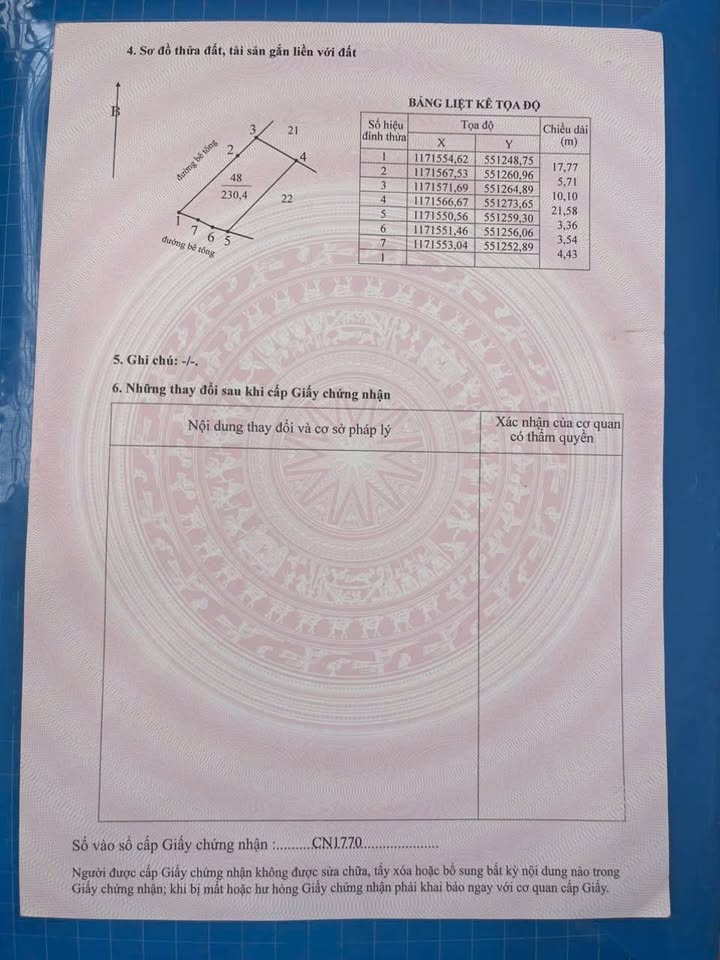 4. Sơ đồ thửa đất, tài sản gắn liền với đất
B
đường bê tông
3
21
2
4
48
230,4
22
1
7
6
5
đường bê tông
BẢNG LIỆT KÊ TỌA ĐỘ
Số hiệu đỉnh thửa Tọa độ Chiều dài (m)
X Y
1 1171554,62 551248,75
17,77
2 1171567,53 551260,96
5,71
3 1171571,69 551264,89
10,10
4 1171566,67 551273,65
21,58
5 1171550,56 551259,30
3,36
6 1171551,46 551256,06
3,54
7 1171553,04 551252,89
4,43
1
5. Ghi chú: -/-.
6. Những thay đổi sau khi cấp Giấy chứng nhận
Nội dung thay đổi và cơ sở pháp lý
Xác nhận của cơ quan
có thẩm quyền
Số vào sổ cấp Giấy chứng nhận :.........CN1770....................
Người được cấp Giấy chứng nhận không được sửa chữa, tẩy xóa hoặc bổ sung bất kỳ nội dung nào trong
Giấy chứng nhận; khi bị mất hoặc hư hỏng Giấy chứng nhận phải khai báo ngay với cơ quan cấp Giấy.